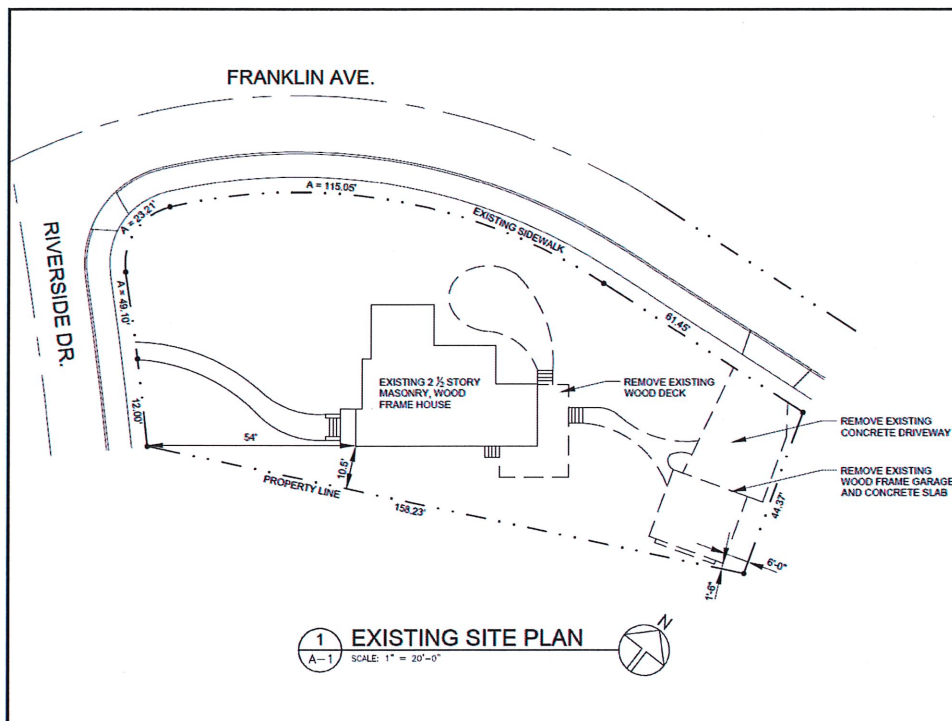 FRANKLIN AVE.
A = 115.05'
A = 23.21'
EXISTING SIDEWALK
RIVERSIDE DR.
A = 49.10'
61.45'
EXISTING 2 ½ STORY
MASONRY, WOOD
FRAME HOUSE
REMOVE EXISTING
WOOD DECK
12.00'
54'
REMOVE EXISTING
CONCRETE DRIVEWAY
10.5'
PROPERTY LINE
REMOVE EXISTING
WOOD FRAME GARAGE
AND CONCRETE SLAB
158.23'
44.37'
6'-0"
1'-6"
1
A-1
EXISTING SITE PLAN
SCALE: 1" = 20'-0"
N